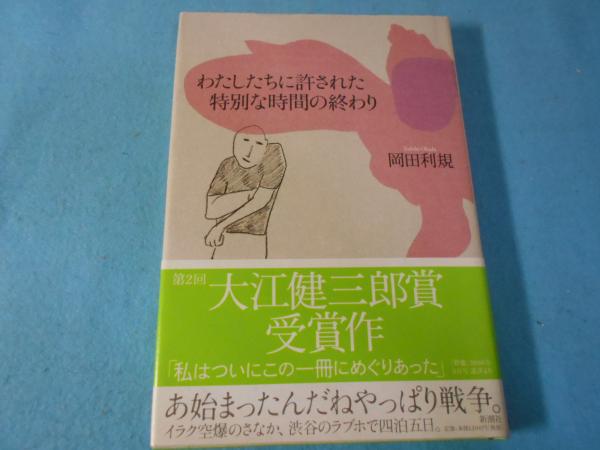 わたしたちに許された
特別な時間の終わり
Toshiki Okada
岡田利規
第2回
大江健三郎賞
受賞作
「私はついにこの一冊にめぐりあった」
あ始まったんだねやっぱり戦争。
イラク空爆のさなか、渋谷のラブホで四泊五日。
新潮社